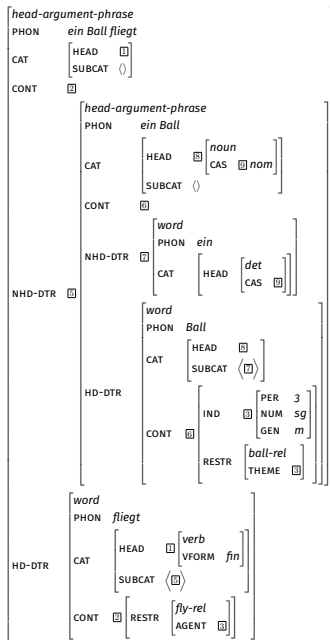 head-argument-phrase
PHON ein Ball fliegt
CAT HEAD 1
SUBCAT ⟨⟩
CONT 2
head-argument-phrase
PHON ein Ball
CAT HEAD 8 noun
CAS 9 nom
SUBCAT ⟨⟩
CONT 6
word
PHON ein
NHD-DTR 7
CAT HEAD det
CAS 9
NHD-DTR 5
word
PHON Ball
CAT HEAD 8
SUBCAT ⟨7⟩
HD-DTR
PER 3
IND 3 NUM sg
GEN m
CONT 6
RESTR ball-rel
THEME 3
word
PHON fliegt
CAT HEAD 1 verb
VFORM fin
SUBCAT ⟨5⟩
HD-DTR
CONT 2 RESTR fly-rel
AGENT 3